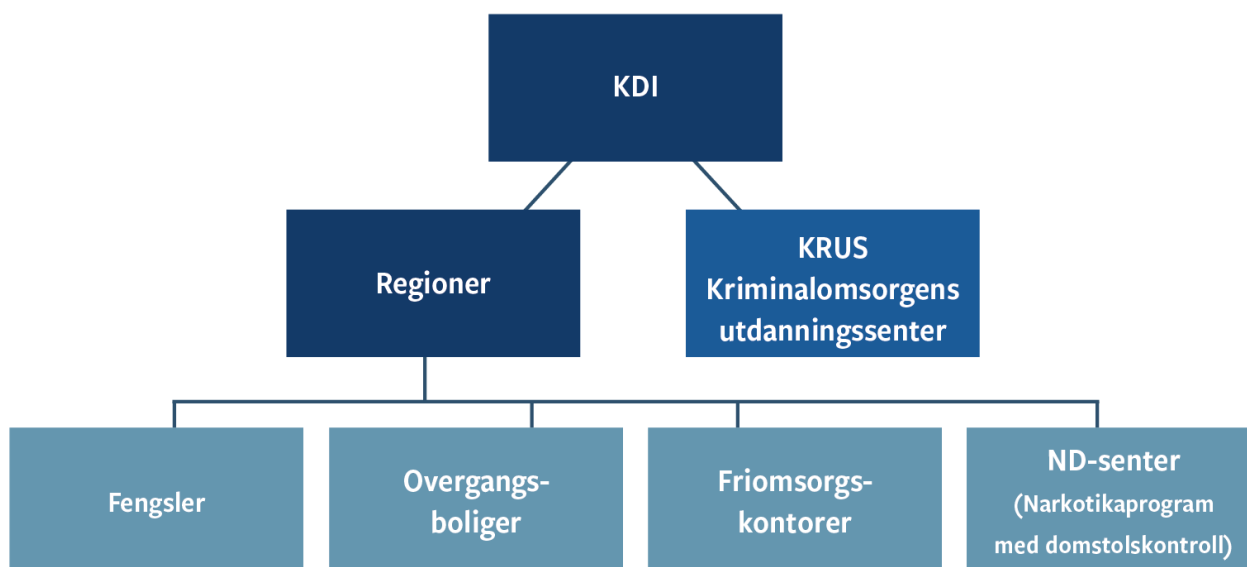 KDI
Regioner
KRUS
Kriminalomsorgens
utdanningssenter
Fengsler
Overgangs-
boliger
Friomsorgs-
kontorer
ND-senter
(Narkotikaprogram
med domstolskontroll)